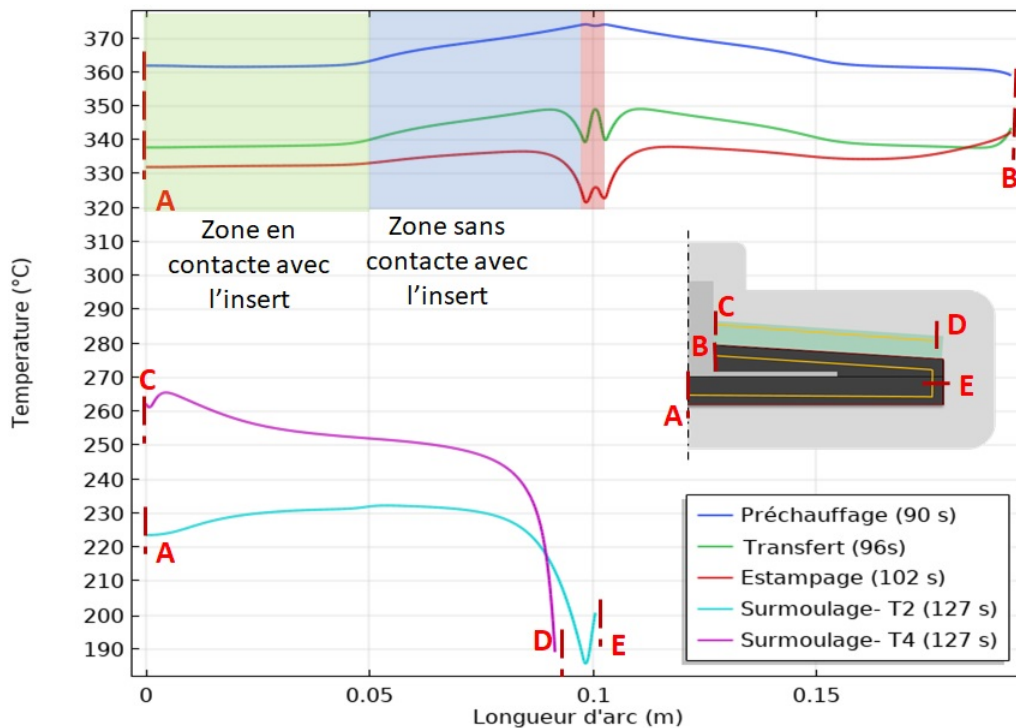 370
360
350
340
330
320
310
300
290
280
270
260
250
240
230
220
210
200
190
Temperature (°C)
A
B
Zone en
contacte avec
l'insert
Zone sans
contacte avec
l'insert
C
A
D
E
C
D
B
E
A
Préchauffage (90 s)
Transfert (96s)
Estampage (102 s)
Surmoulage- T2 (127 s)
Surmoulage- T4 (127 s)
0
0.05
0.1
0.15
Longueur d'arc (m)